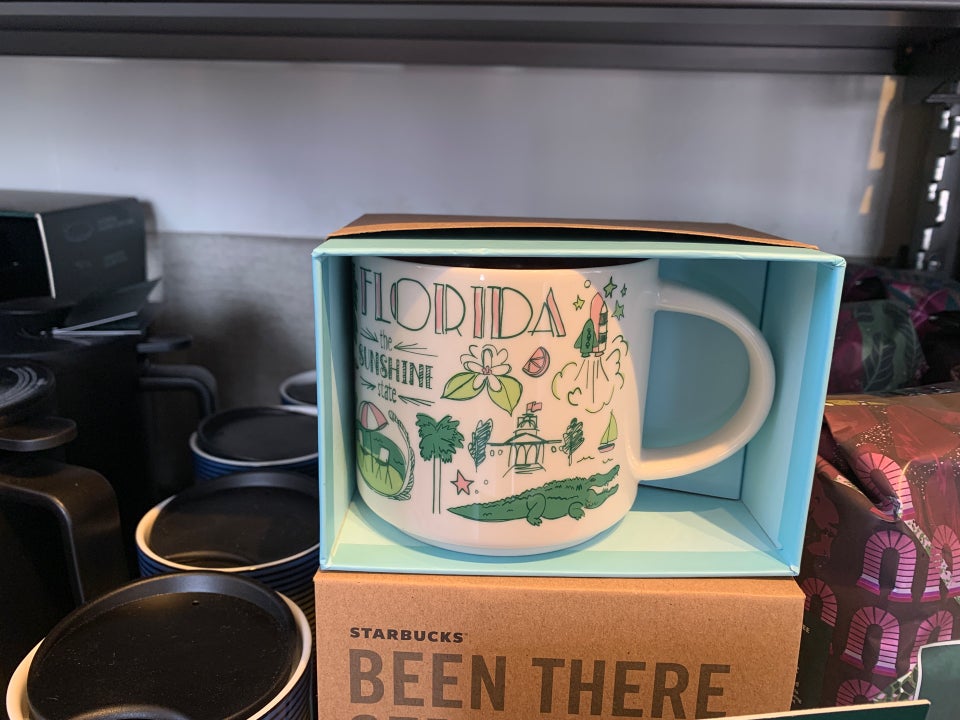 FLORIDA
the
SUNSHINE
state
STARBUCKS
BEEN THERE